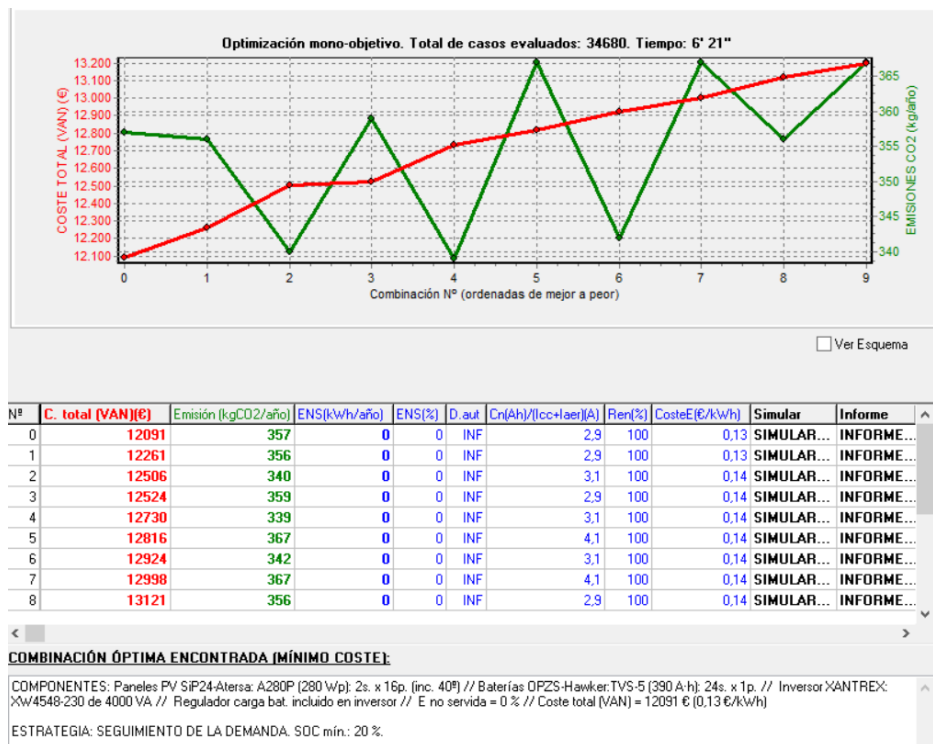 Optimización mono-objetivo. Total de casos evaluados: 34680. Tiempo: 6' 21''
COSTE TOTAL (VAN) (€)
13.200
13.100
13.000
12.900
12.800
12.700
12.600
12.500
12.400
12.300
12.200
12.100
365
360
355
350
345
340
EMISIONES CO2 (kg/año)
0 1 2 3 4 5 6 7 8 9
Combinación Nº (ordenadas de mejor a peor)
Ver Esquema
Nº C. total (VAN)(€) Emisión (kgCO2/año) ENS(kWh/año) ENS(%) D.aut Cn(Ah)/(Icc+Iaer)(A) Ren(%) CosteE(€/kWh) Simular Informe
0 12091 357 0 0 INF 2,9 100 0,13 SIMULAR... INFORME...
1 12261 356 0 0 INF 2,9 100 0,13 SIMULAR... INFORME...
2 12506 340 0 0 INF 3,1 100 0,14 SIMULAR... INFORME...
3 12524 359 0 0 INF 2,9 100 0,14 SIMULAR... INFORME...
4 12730 339 0 0 INF 3,1 100 0,14 SIMULAR... INFORME...
5 12816 367 0 0 INF 4,1 100 0,14 SIMULAR... INFORME...
6 12924 342 0 0 INF 3,1 100 0,14 SIMULAR... INFORME...
7 12998 367 0 0 INF 4,1 100 0,14 SIMULAR... INFORME...
8 13121 356 0 0 INF 2,9 100 0,14 SIMULAR... INFORME...
COMBINACIÓN ÓPTIMA ENCONTRADA (MÍNIMO COSTE):
COMPONENTES: Paneles PV SiP24-Atersa: A280P (280 Wp): 2s. x 16p. (inc. 40º) // Baterías OPZS-Hawker:TVS-5 (390 A·h): 24s. x 1p. // Inversor XANTREX:
XW4548-230 de 4000 VA // Regulador carga bat. incluido en inversor // E no servida = 0 % // Coste total (VAN) = 12091 € (0,13 €/kWh)
ESTRATEGIA: SEGUIMIENTO DE LA DEMANDA. SOC mín.: 20 %.